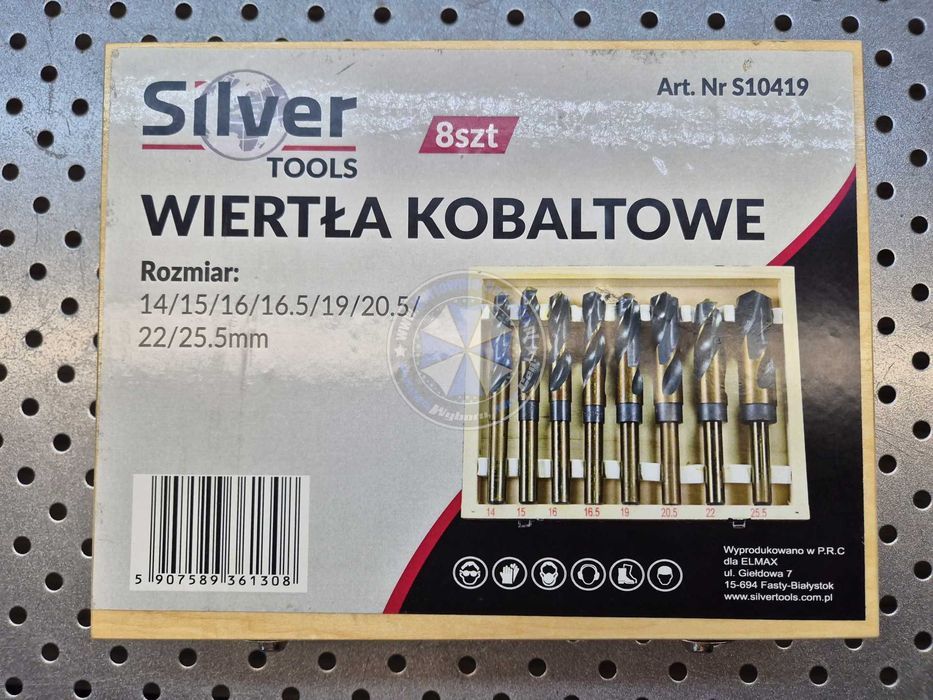 Silver
TOOLS
8szt
Art. Nr S10419
WIERTŁA KOBALTOWE
Rozmiar:
14/15/16/16.5/19/20.5/
22/25.5mm
14 15 16 16.5 19 20.5 22 25.5
5 907589 361308
Wyprodukowano w P.R.C
dla ELMAX
ul. Giełdowa 7
15-694 Fasty-Białystok
www.silvertools.com.pl